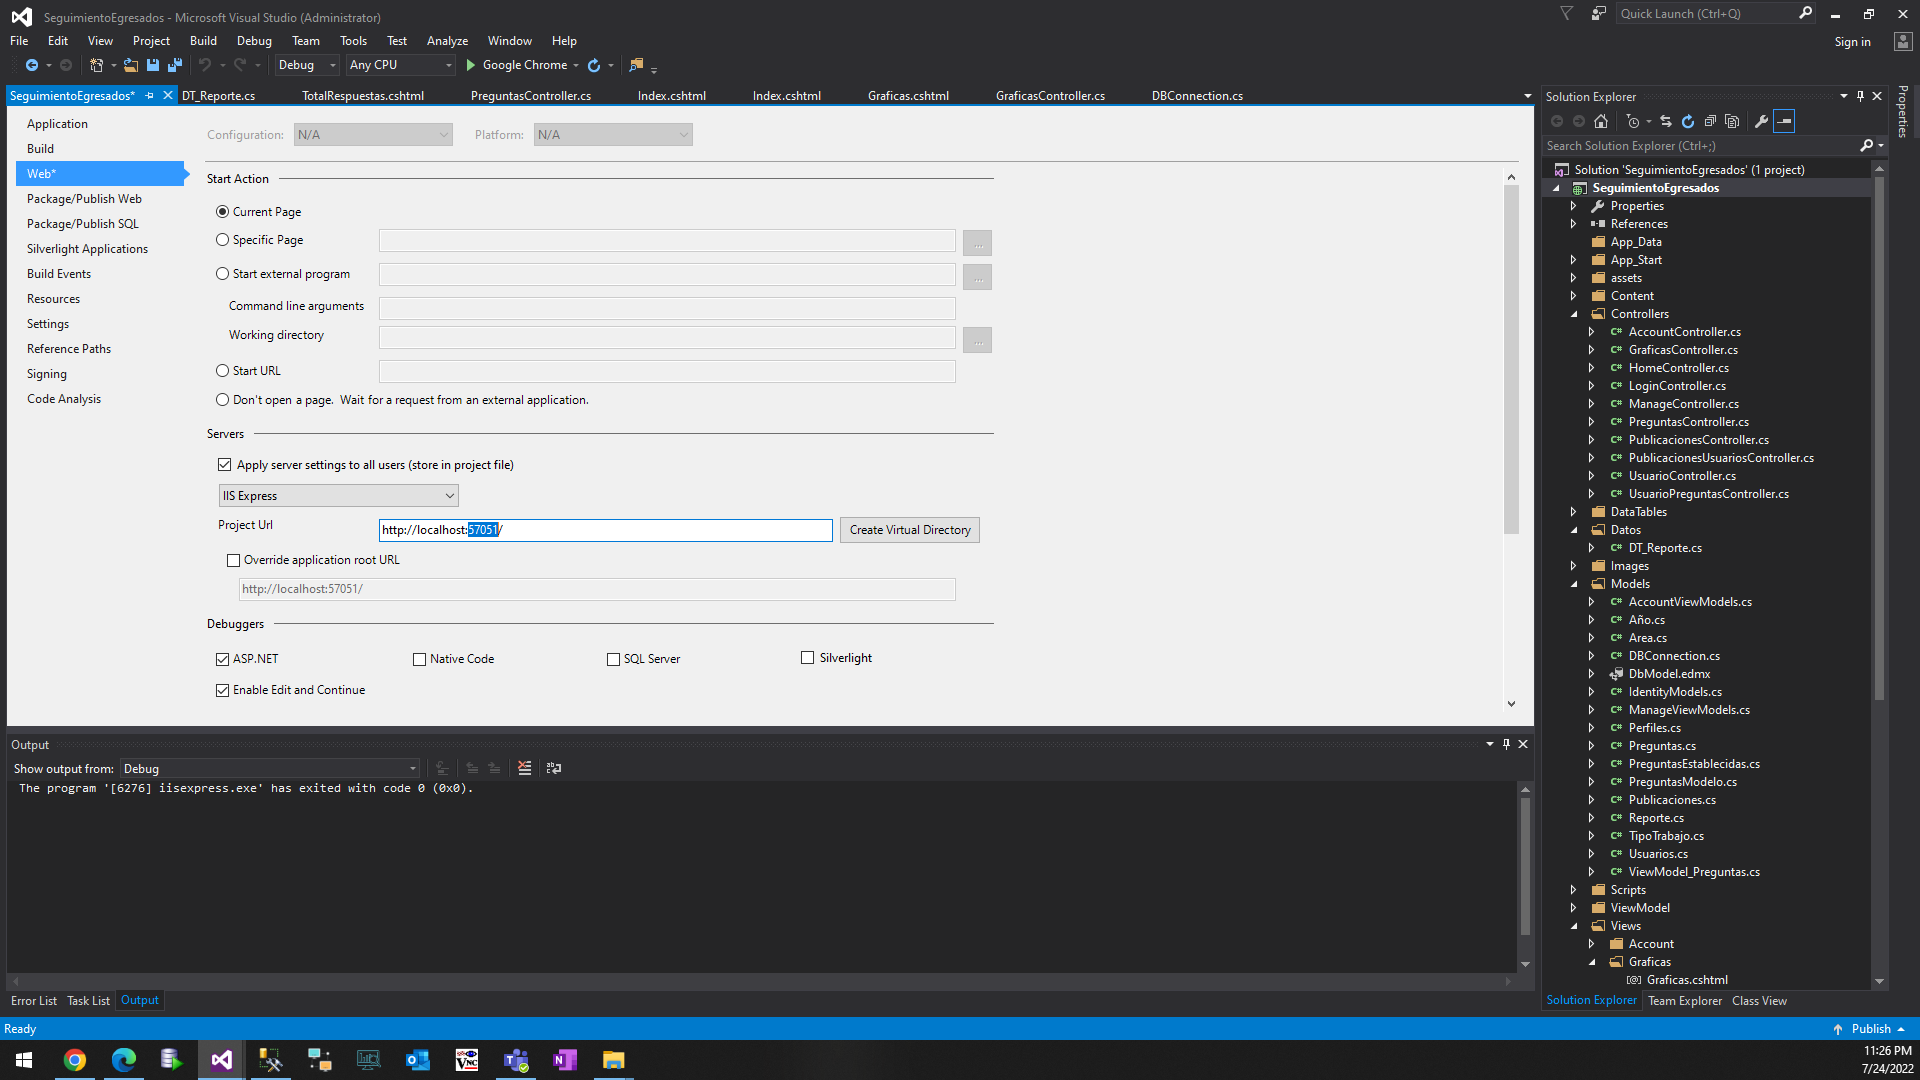 SeguimientoEgresados - Microsoft Visual Studio (Administrator)
Quick Launch (Ctrl+Q)
File Edit View Project Build Debug Team Tools Test Analyze Window Help
Sign in
Debug Any CPU Google Chrome
SeguimientoEgresados* DT_Reporte.cs TotalRespuestas.cshtml PreguntasController.cs Index.cshtml Index.cshtml Graficas.cshtml GraficasController.cs DBConnection.cs
Application
Build
Web*
Package/Publish Web
Package/Publish SQL
Silverlight Applications
Build Events
Resources
Settings
Reference Paths
Signing
Code Analysis
Configuration: N/A Platform: N/A
Start Action
Current Page
Specific Page
...
Start external program
...
Command line arguments
Working directory
...
Start URL
Don't open a page. Wait for a request from an external application.
Servers
Apply server settings to all users (store in project file)
IIS Express
Project Url http://localhost:57051/ Create Virtual Directory
Override application root URL
http://localhost:57051/
Debuggers
ASP.NET Native Code SQL Server Silverlight
Enable Edit and Continue
Output
Show output from: Debug
The program '[6276] iisexpress.exe' has exited with code 0 (0x0).
Error List Task List Output
Solution Explorer
Properties
Search Solution Explorer (Ctrl+;)
Solution 'SeguimientoEgresados' (1 project)
SeguimientoEgresados
Properties
References
App_Data
App_Start
assets
Content
Controllers
C# AccountController.cs
C# GraficasController.cs
C# HomeController.cs
C# LoginController.cs
C# ManageController.cs
C# PreguntasController.cs
C# PublicacionesController.cs
C# PublicacionesUsuariosController.cs
C# UsuarioController.cs
C# UsuarioPreguntasController.cs
DataTables
Datos
C# DT_Reporte.cs
Images
Models
C# AccountViewModels.cs
C# Año.cs
C# Area.cs
C# DBConnection.cs
DbModel.edmx
C# IdentityModels.cs
C# ManageViewModels.cs
C# Perfiles.cs
C# Preguntas.cs
C# PreguntasEstablecidas.cs
C# PreguntasModelo.cs
C# Publicaciones.cs
C# Reporte.cs
C# TipoTrabajo.cs
C# Usuarios.cs
C# ViewModel_Preguntas.cs
Scripts
ViewModel
Views
Account
Graficas
[@] Graficas.cshtml
Solution Explorer Team Explorer Class View
Ready
Publish
11:26 PM
7/24/2022